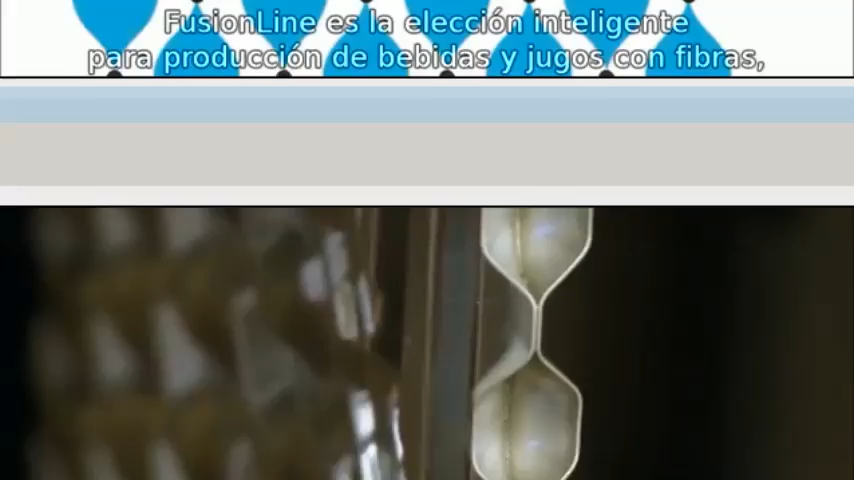 FusionLine es la elección inteligente
para producción de bebidas y jugos con fibras,